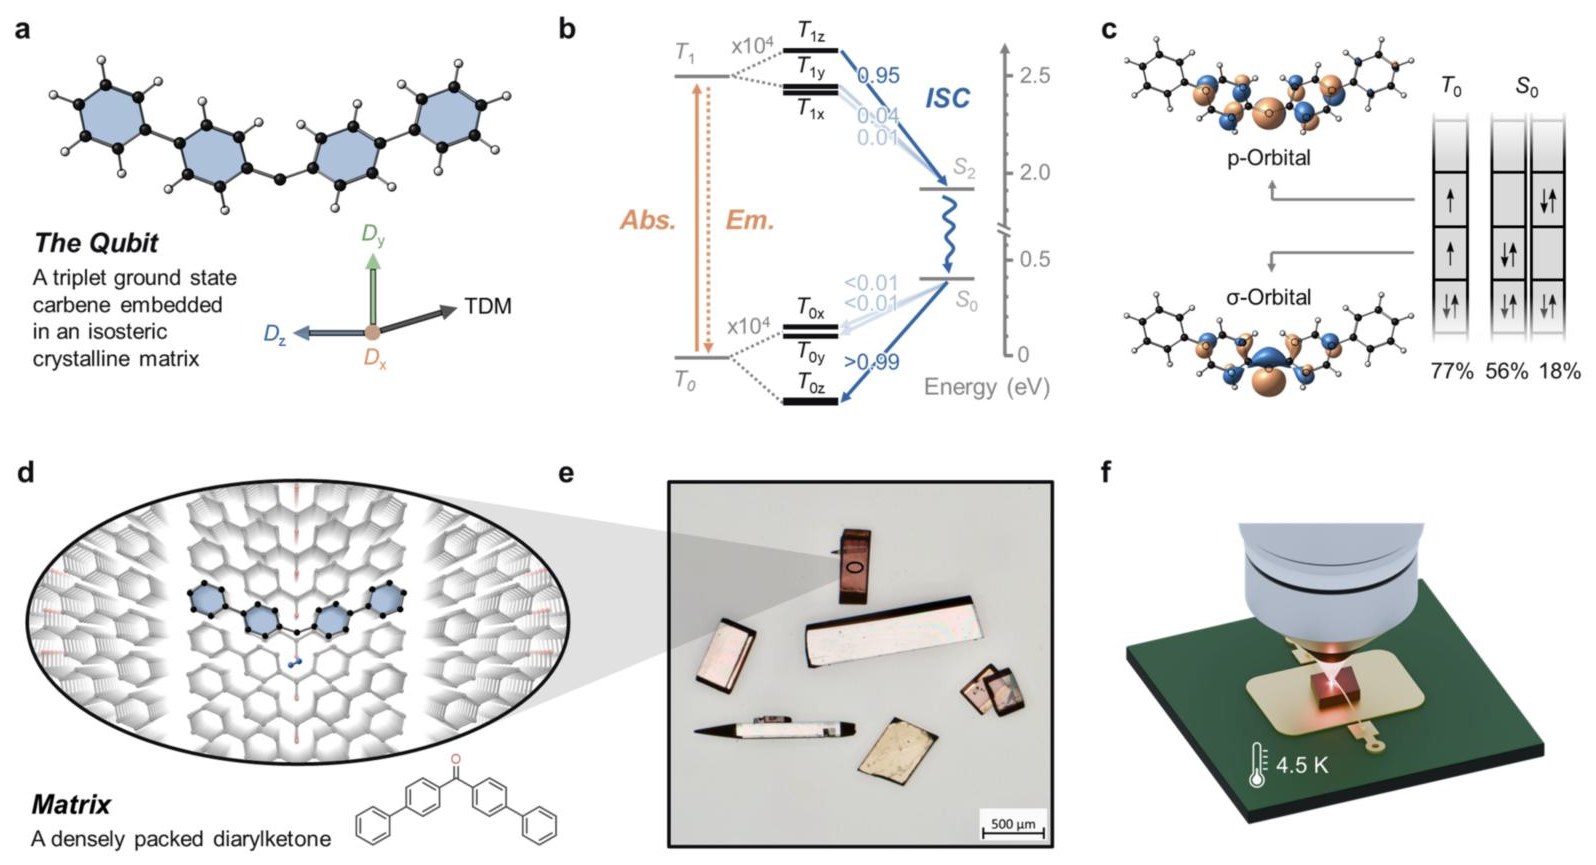 a
The Qubit
A triplet ground state
carbene embedded
in an isosteric
crystalline matrix
Dy
Dz
Dx
TDM
b
T1
x10⁴
T1z
T1y
T1x
0.95
0.04
0.01
ISC
S2
Abs.
Em.
<0.01
<0.01
S0
x10⁴
T0x
T0y
T0z
T0
>0.99
2.5
2.0
0.5
0
Energy (eV)
c
p-Orbital
σ-Orbital
T0
S0
77%
56%
18%
d
Matrix
A densely packed diarylketone
O
e
500 µm
f
4.5 K